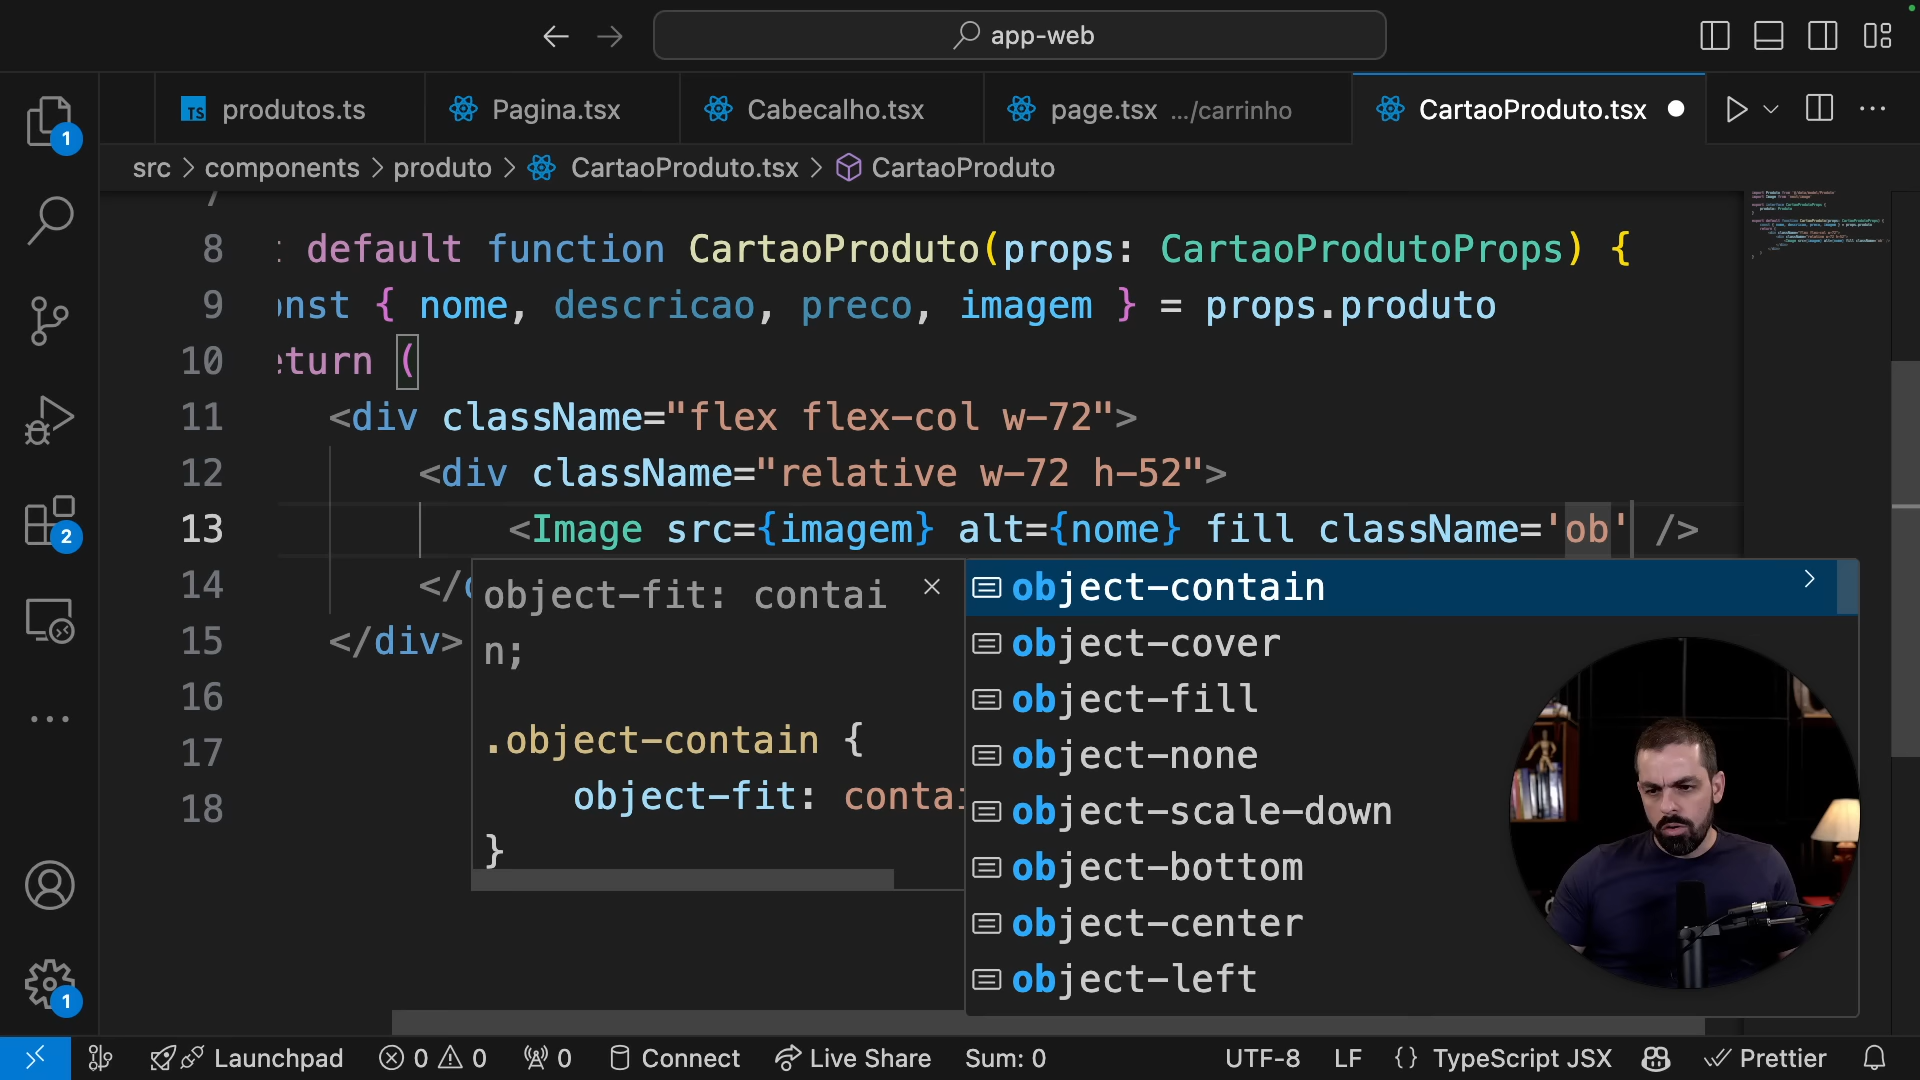 app-web
produtos.ts
Pagina.tsx
Cabecalho.tsx
page.tsx .../carrinho
CartaoProduto.tsx
src > components > produto > CartaoProduto.tsx > CartaoProduto
7
8 default function CartaoProduto(props: CartaoProdutoProps) {
9 onst { nome, descricao, preco, imagem } = props.produto
10 eturn (
11 <div className="flex flex-col w-72">
12 <div className="relative w-72 h-52">
13 <Image src={imagem} alt={nome} fill className='ob' />
14 </
15 </div>
16
17
18
object-fit: contai
n;
.object-contain {
object-fit: contai
}
object-contain
object-cover
object-fill
object-none
object-scale-down
object-bottom
object-center
object-left
1
2
1
Launchpad
0
0
0
Connect
Live Share
Sum: 0
UTF-8
LF
{} TypeScript JSX
Prettier